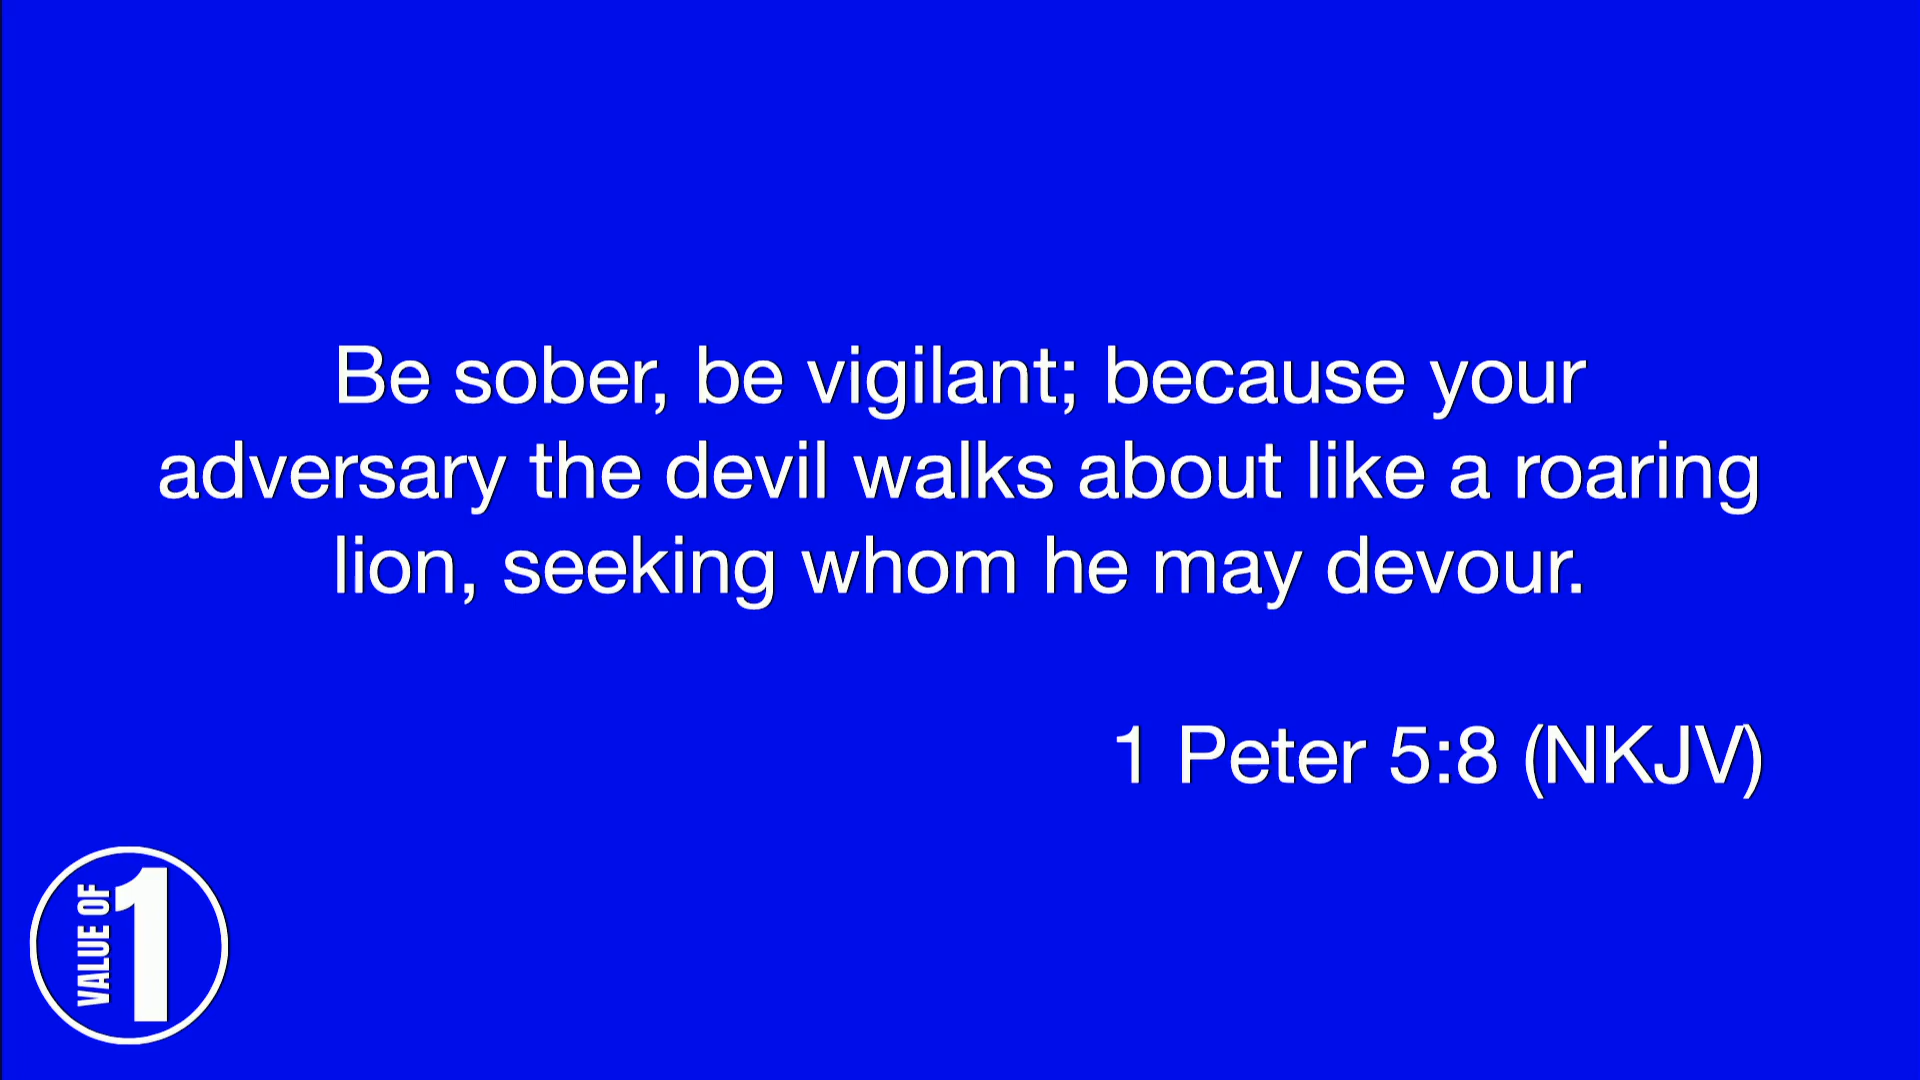 Be sober, be vigilant; because your
adversary the devil walks about like a roaring
lion, seeking whom he may devour.
1 Peter 5:8 (NKJV)
VALUE OF
1